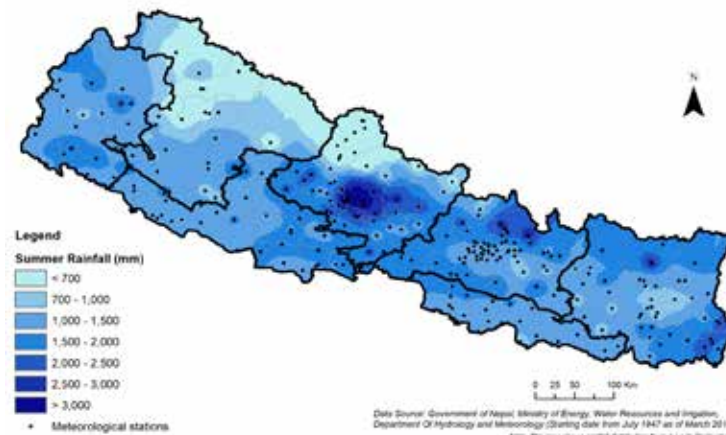 N
Legend
Summer Rainfall (mm)
< 700
700 - 1,000
1,000 - 1,500
1,500 - 2,000
2,000 - 2,500
2,500 - 3,000
> 3,000
Meteorological stations
0 25 50 100 Km
Data Source: Government of Nepal, Ministry of Energy, Water Resources and Irrigation,
Department Of Hydrology and Meteorology (Starting date from July 1947 as of March 20